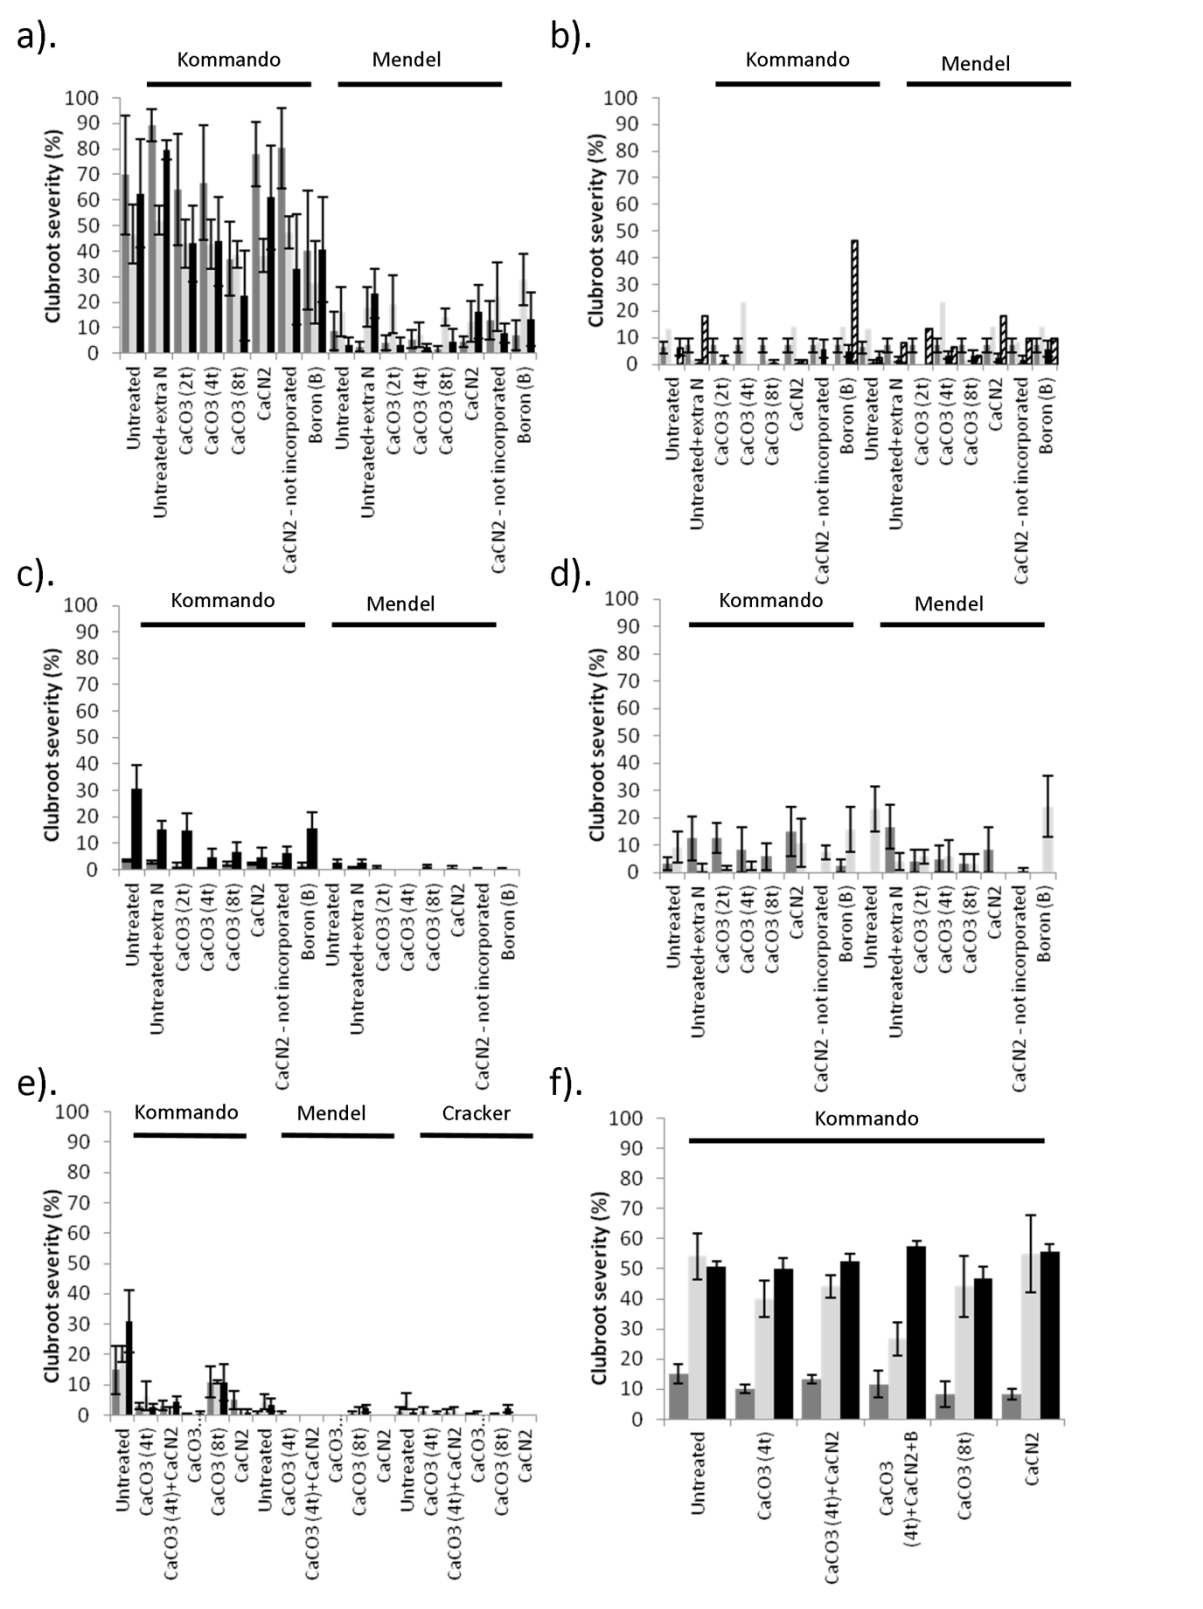 a).
Kommando
Mendel
Clubroot severity (%)
100
90
80
70
60
50
40
30
20
10
0
Untreated
Untreated+extra N
CaCO3 (2t)
CaCO3 (4t)
CaCO3 (8t)
CaCN2
CaCN2 - not incorporated
Boron (B)
Untreated
Untreated+extra N
CaCO3 (2t)
CaCO3 (4t)
CaCO3 (8t)
CaCN2
CaCN2 - not incorporated
Boron (B)
b).
Kommando
Mendel
Clubroot severity (%)
100
90
80
70
60
50
40
30
20
10
0
Untreated
Untreated+extra N
CaCO3 (2t)
CaCO3 (4t)
CaCO3 (8t)
CaCN2
CaCN2 - not incorporated
Boron (B)
Untreated
Untreated+extra N
CaCO3 (2t)
CaCO3 (4t)
CaCO3 (8t)
CaCN2
CaCN2 - not incorporated
Boron (B)
c).
Kommando
Mendel
Clubroot severity (%)
100
90
80
70
60
50
40
30
20
10
0
Untreated
Untreated+extra N
CaCO3 (2t)
CaCO3 (4t)
CaCO3 (8t)
CaCN2
CaCN2 - not incorporated
Boron (B)
Untreated
Untreated+extra N
CaCO3 (2t)
CaCO3 (4t)
CaCO3 (8t)
CaCN2
CaCN2 - not incorporated
Boron (B)
d).
Kommando
Mendel
Clubroot severity (%)
100
90
80
70
60
50
40
30
20
10
0
Untreated
Untreated+extra N
CaCO3 (2t)
CaCO3 (4t)
CaCO3 (8t)
CaCN2
CaCN2 - not incorporated
Boron (B)
Untreated
Untreated+extra N
CaCO3 (2t)
CaCO3 (4t)
CaCO3 (8t)
CaCN2
CaCN2 - not incorporated
Boron (B)
e).
Kommando
Mendel
Cracker
Clubroot severity (%)
100
90
80
70
60
50
40
30
20
10
0
Untreated
CaCO3 (4t)
CaCO3 (4t)+CaCN2
CaCO3...
CaCO3 (8t)
CaCN2
Untreated
CaCO3 (4t)
CaCO3 (4t)+CaCN2
CaCO3...
CaCO3 (8t)
CaCN2
Untreated
CaCO3 (4t)
CaCO3 (4t)+CaCN2
CaCO3...
CaCO3 (8t)
CaCN2
f).
Kommando
Clubroot severity (%)
100
90
80
70
60
50
40
30
20
10
0
Untreated
CaCO3 (4t)
CaCO3 (4t)+CaCN2
CaCO3
(4t)+CaCN2+B
CaCO3 (8t)
CaCN2